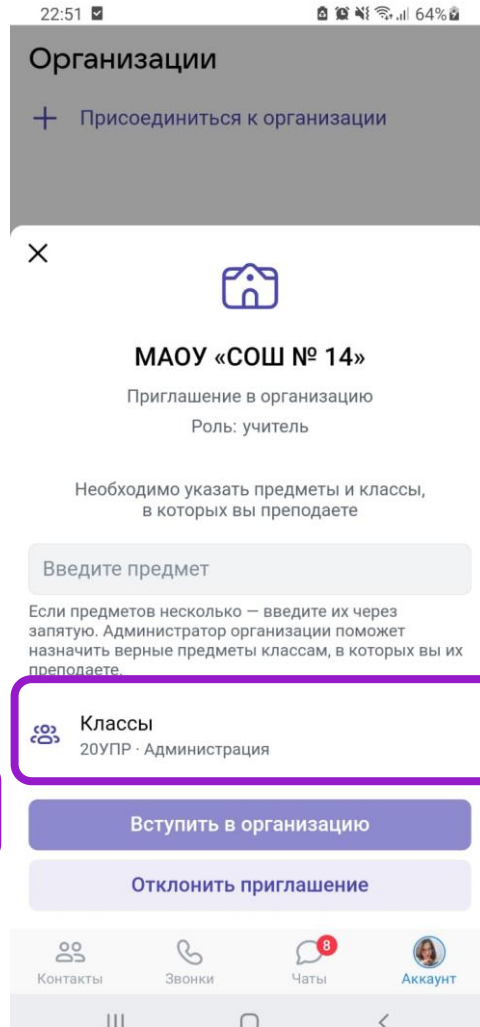 22:51
64%
Организации
Присоединиться к организации
МАОУ «СОШ № 14»
Приглашение в организацию
Роль: учитель
Необходимо указать предметы и классы,
в которых вы преподаете
Введите предмет
Если предметов несколько — введите их через
запятую. Администратор организации поможет
назначить верные предметы классам, в которых вы их
преподаете.
Классы
20УПР · Администрация
Вступить в организацию
Отклонить приглашение
8
Контакты
Звонки
Чаты
Аккаунт